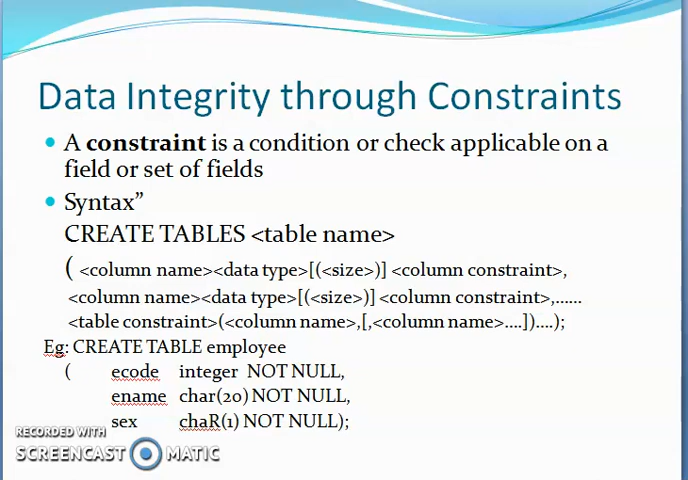 Data Integrity through Constraints
A constraint is a condition or check applicable on a
field or set of fields
Syntax”
CREATE TABLES <table name>
( <column name><data type>[(<size>)] <column constraint>,
<column name><data type>[(<size>)] <column constraint>,......
<table constraint>(<column name>,[,<column name>....])....);
Eg: CREATE TABLE employee
( ecode integer NOT NULL,
ename char(20) NOT NULL,
sex chaR(1) NOT NULL);
RECORDED WITH
SCREENCAST MATIC